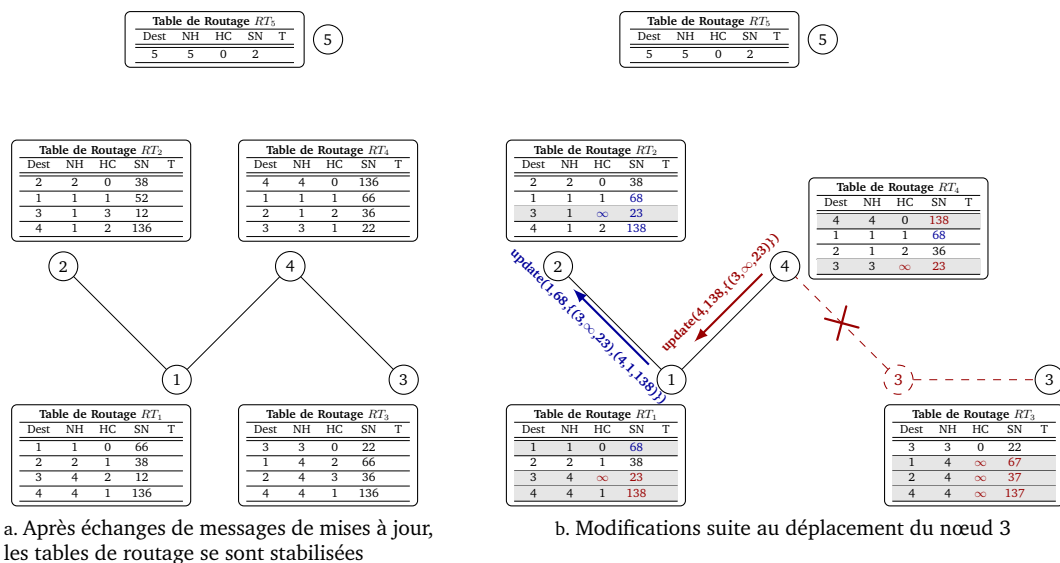 Table de Routage RT₅
Dest NH HC SN T
5 5 0 2
5
Table de Routage RT₂
Dest NH HC SN T
2 2 0 38
1 1 1 52
3 1 3 12
4 1 2 136
Table de Routage RT₄
Dest NH HC SN T
4 4 0 136
1 1 1 66
2 1 2 36
3 3 1 22
2
4
1
3
Table de Routage RT₁
Dest NH HC SN T
1 1 0 66
2 2 1 38
3 4 2 12
4 4 1 136
Table de Routage RT₃
Dest NH HC SN T
3 3 0 22
1 4 2 66
2 4 3 36
4 4 1 136
a. Après échanges de messages de mises à jour,
les tables de routage se sont stabilisées
Table de Routage RT₅
Dest NH HC SN T
5 5 0 2
5
Table de Routage RT₂
Dest NH HC SN T
2 2 0 38
1 1 1 68
3 1 ∞ 23
4 1 2 138
Table de Routage RT₄
Dest NH HC SN T
4 4 0 138
1 1 1 68
2 1 2 36
3 3 ∞ 23
2
4
update(1,68,{(3,∞,23),(4,1,138)})
update(4,138,{(3,∞,23)})
1
3
3
Table de Routage RT₁
Dest NH HC SN T
1 1 0 68
2 2 1 38
3 4 ∞ 23
4 4 1 138
Table de Routage RT₃
Dest NH HC SN T
3 3 0 22
1 4 ∞ 67
2 4 ∞ 37
4 4 ∞ 137
b. Modifications suite au déplacement du nœud 3